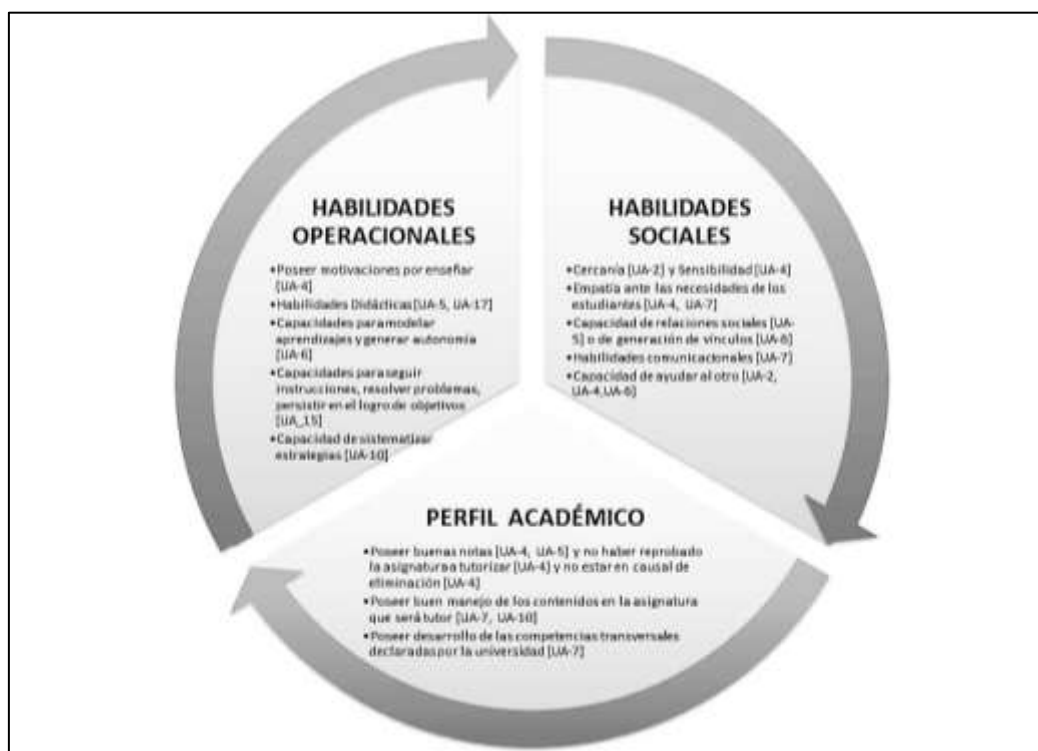 HABILIDADES
OPERACIONALES
•Poseer motivaciones por enseñar
[UA-4]
•Habilidades Didácticas[UA-5, UA-17]
•Capacidades para modelar
aprendizajes y generar autonomía
[UA-6]
•Capacidades para seguir
instrucciones, resolver problemas,
persistir en el logro de objetivos
[UA_15]
•Capacidad de sistematizar
estrategias [UA-10]
HABILIDADES
SOCIALES
•Cercanía [UA-2] y Sensibilidad [UA-4]
•Empatía ante las necesidades de los
estudiantes [UA-4, UA-7]
•Capacidad de relaciones sociales [UA-
5] o de generación de vínculos [UA-6]
•Habilidades comunicacionales [UA-7]
•Capacidad de ayudar al otro [UA-2,
UA-4,UA-6]
PERFIL ACADÉMICO
•Poseer buenas notas [UA-4, UA-5] y no haber reprobado
la asignatura a tutorizar [UA-4] y no estar en causal de
eliminación [UA-4]
•Poseer buen manejo de los contenidos en la asignatura
que será tutor [UA-7, UA-10]
•Poseer desarrollo de las competencias transversales
declaradas por la universidad [UA-7]